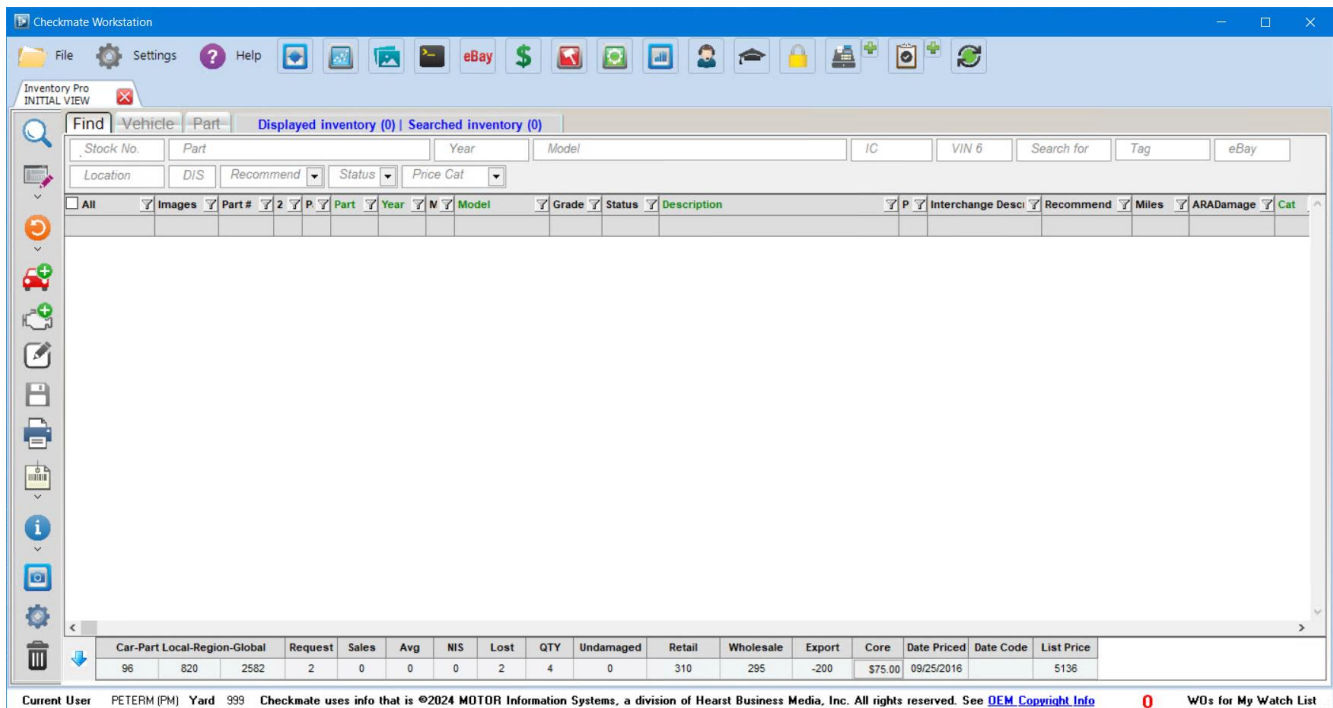 Checkmate Workstation
File Settings Help eBay $
Inventory Pro
INITIAL VIEW
Find Vehicle Part Displayed inventory (0) | Searched inventory (0)
Stock No. Part Year Model IC VIN 6 Search for Tag eBay
Location DIS Recommend Status Price Cat
All Images Part # 2 P Part Year M Model Grade Status Description P Interchange Descr Recommend Miles ARADamage Cat
Car-Part Local-Region-Global Request Sales Avg NIS Lost QTY Undamaged Retail Wholesale Export Core Date Priced Date Code List Price
96 820 2582 2 0 0 0 2 4 0 310 295 -200 $75.00 09/25/2016 5136
Current User PETERM (PM) Yard 999 Checkmate uses info that is ©2024 MOTOR Information Systems, a division of Hearst Business Media, Inc. All rights reserved. See OEM Copyright Info 0 WOs for My Watch List